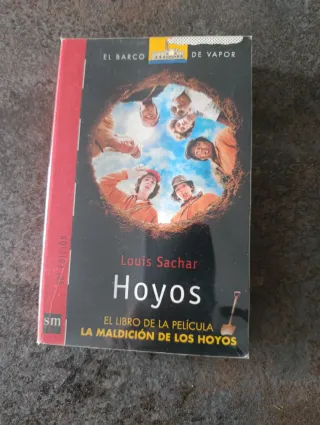 EL BARCO DE VAPOR
Louis Sachar
Hoyos
EL LIBRO DE LA PELÍCULA
LA MALDICIÓN DE LOS HOYOS
sm